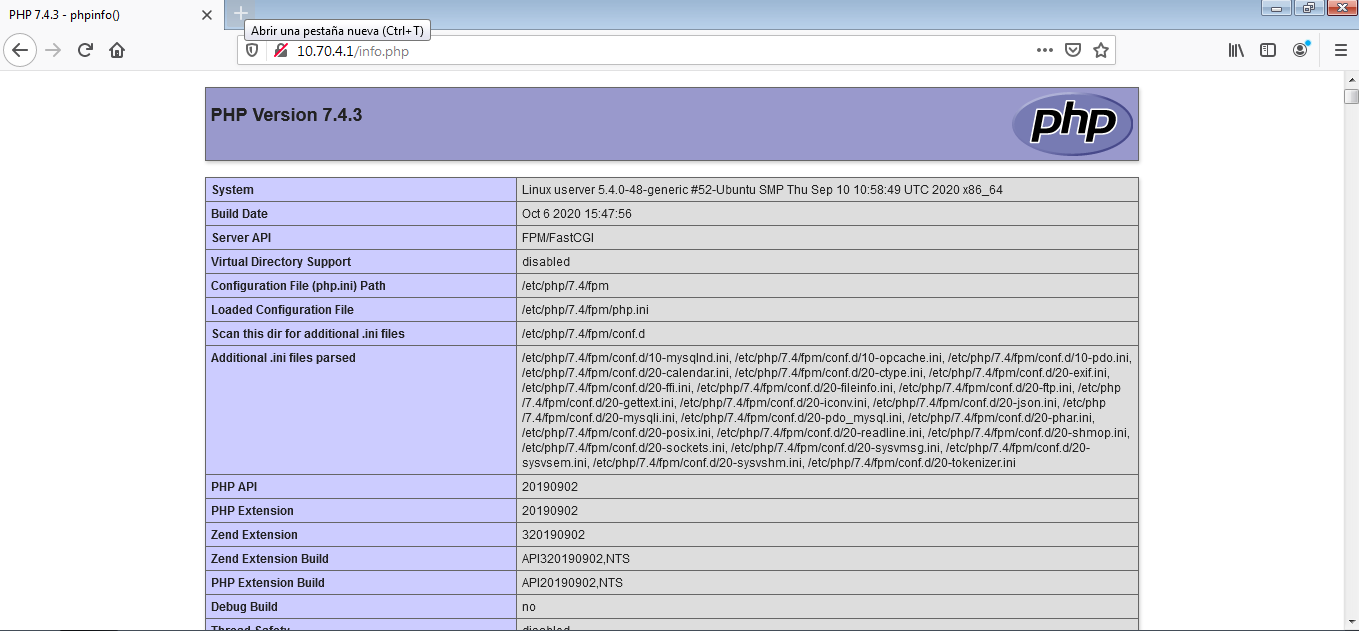 PHP 7.4.3 - phpinfo()
Abrir una pestaña nueva (Ctrl+T)
10.70.4.1/info.php
PHP Version 7.4.3
php
System Linux userver 5.4.0-48-generic #52-Ubuntu SMP Thu Sep 10 10:58:49 UTC 2020 x86_64
Build Date Oct 6 2020 15:47:56
Server API FPM/FastCGI
Virtual Directory Support disabled
Configuration File (php.ini) Path /etc/php/7.4/fpm
Loaded Configuration File /etc/php/7.4/fpm/php.ini
Scan this dir for additional .ini files /etc/php/7.4/fpm/conf.d
Additional .ini files parsed /etc/php/7.4/fpm/conf.d/10-mysqlnd.ini, /etc/php/7.4/fpm/conf.d/10-opcache.ini, /etc/php/7.4/fpm/conf.d/10-pdo.ini,
/etc/php/7.4/fpm/conf.d/20-calendar.ini, /etc/php/7.4/fpm/conf.d/20-ctype.ini, /etc/php/7.4/fpm/conf.d/20-exif.ini,
/etc/php/7.4/fpm/conf.d/20-ffi.ini, /etc/php/7.4/fpm/conf.d/20-fileinfo.ini, /etc/php/7.4/fpm/conf.d/20-ftp.ini, /etc/php
/7.4/fpm/conf.d/20-gettext.ini, /etc/php/7.4/fpm/conf.d/20-iconv.ini, /etc/php/7.4/fpm/conf.d/20-json.ini, /etc/php
/7.4/fpm/conf.d/20-mysqli.ini, /etc/php/7.4/fpm/conf.d/20-pdo_mysql.ini, /etc/php/7.4/fpm/conf.d/20-phar.ini,
/etc/php/7.4/fpm/conf.d/20-posix.ini, /etc/php/7.4/fpm/conf.d/20-readline.ini, /etc/php/7.4/fpm/conf.d/20-shmop.ini,
/etc/php/7.4/fpm/conf.d/20-sockets.ini, /etc/php/7.4/fpm/conf.d/20-sysvmsg.ini, /etc/php/7.4/fpm/conf.d/20-
sysvsem.ini, /etc/php/7.4/fpm/conf.d/20-sysvshm.ini, /etc/php/7.4/fpm/conf.d/20-tokenizer.ini
PHP API 20190902
PHP Extension 20190902
Zend Extension 320190902
Zend Extension Build API320190902,NTS
PHP Extension Build API20190902,NTS
Debug Build no
Thread Safety disabled